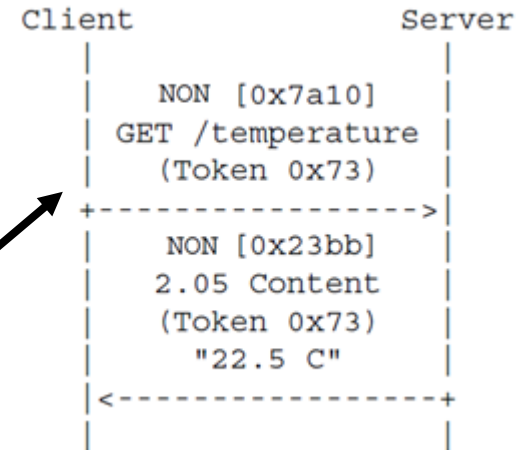 Client Server
NON [0x7a10]
GET /temperature
(Token 0x73)
NON [0x23bb]
2.05 Content
(Token 0x73)
"22.5 C"